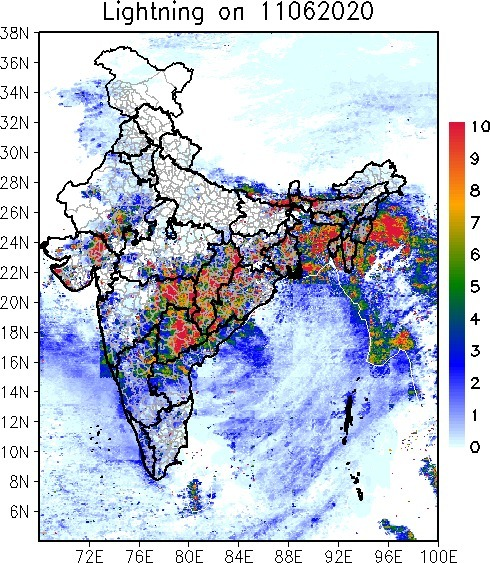 Lightning on 11062020
38N
36N
34N
32N
30N
28N
26N
24N
22N
20N
18N
16N
14N
12N
10N
8N
6N
10
9
8
7
6
5
4
3
2
1
0
72E 76E 80E 84E 88E 92E 96E 100E